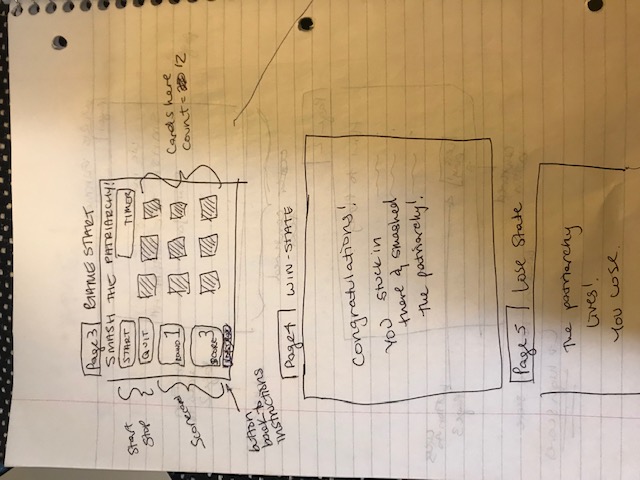 Page 3 GAME START
SMASH THE PATRIARCHY!
Start
Stop
START
TIMER
QUIT
Scorecard
ROUND 1
Cards here
count = 12
SCORE 3
button
back to
instructions
Page 4 WIN-STATE
Congratulations!
You stuck in
there & smashed
the patriarchy!
Page 5 Lose State
The patriarchy
lives!
You lose.